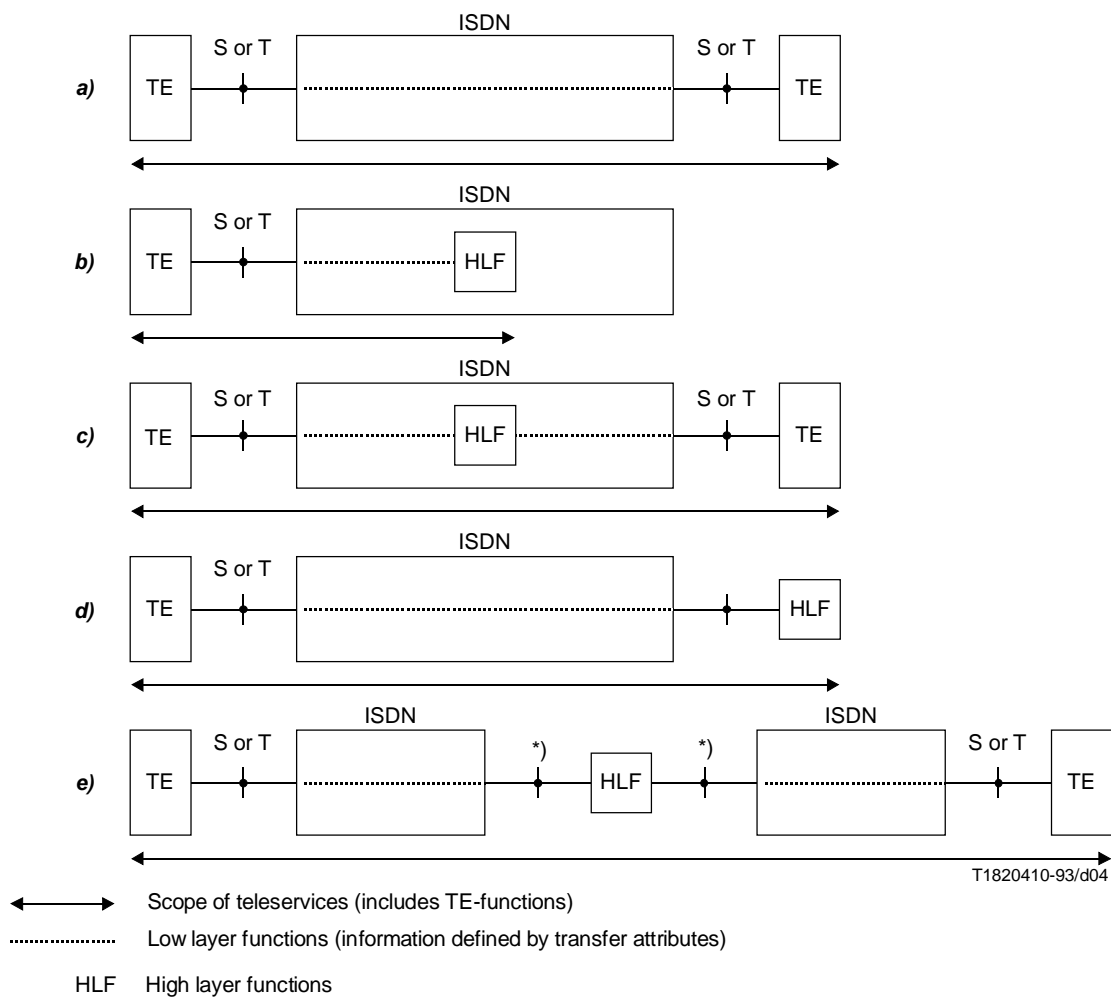 ISDN
S or T S or T
a) TE TE
ISDN
S or T
b) TE HLF
ISDN
S or T S or T
c) TE HLF TE
ISDN
S or T
d) TE HLF
ISDN ISDN
S or T *) *) S or T
e) TE HLF TE
T1820410-93/d04
Scope of teleservices (includes TE-functions)
Low layer functions (information defined by transfer attributes)
HLF High layer functions